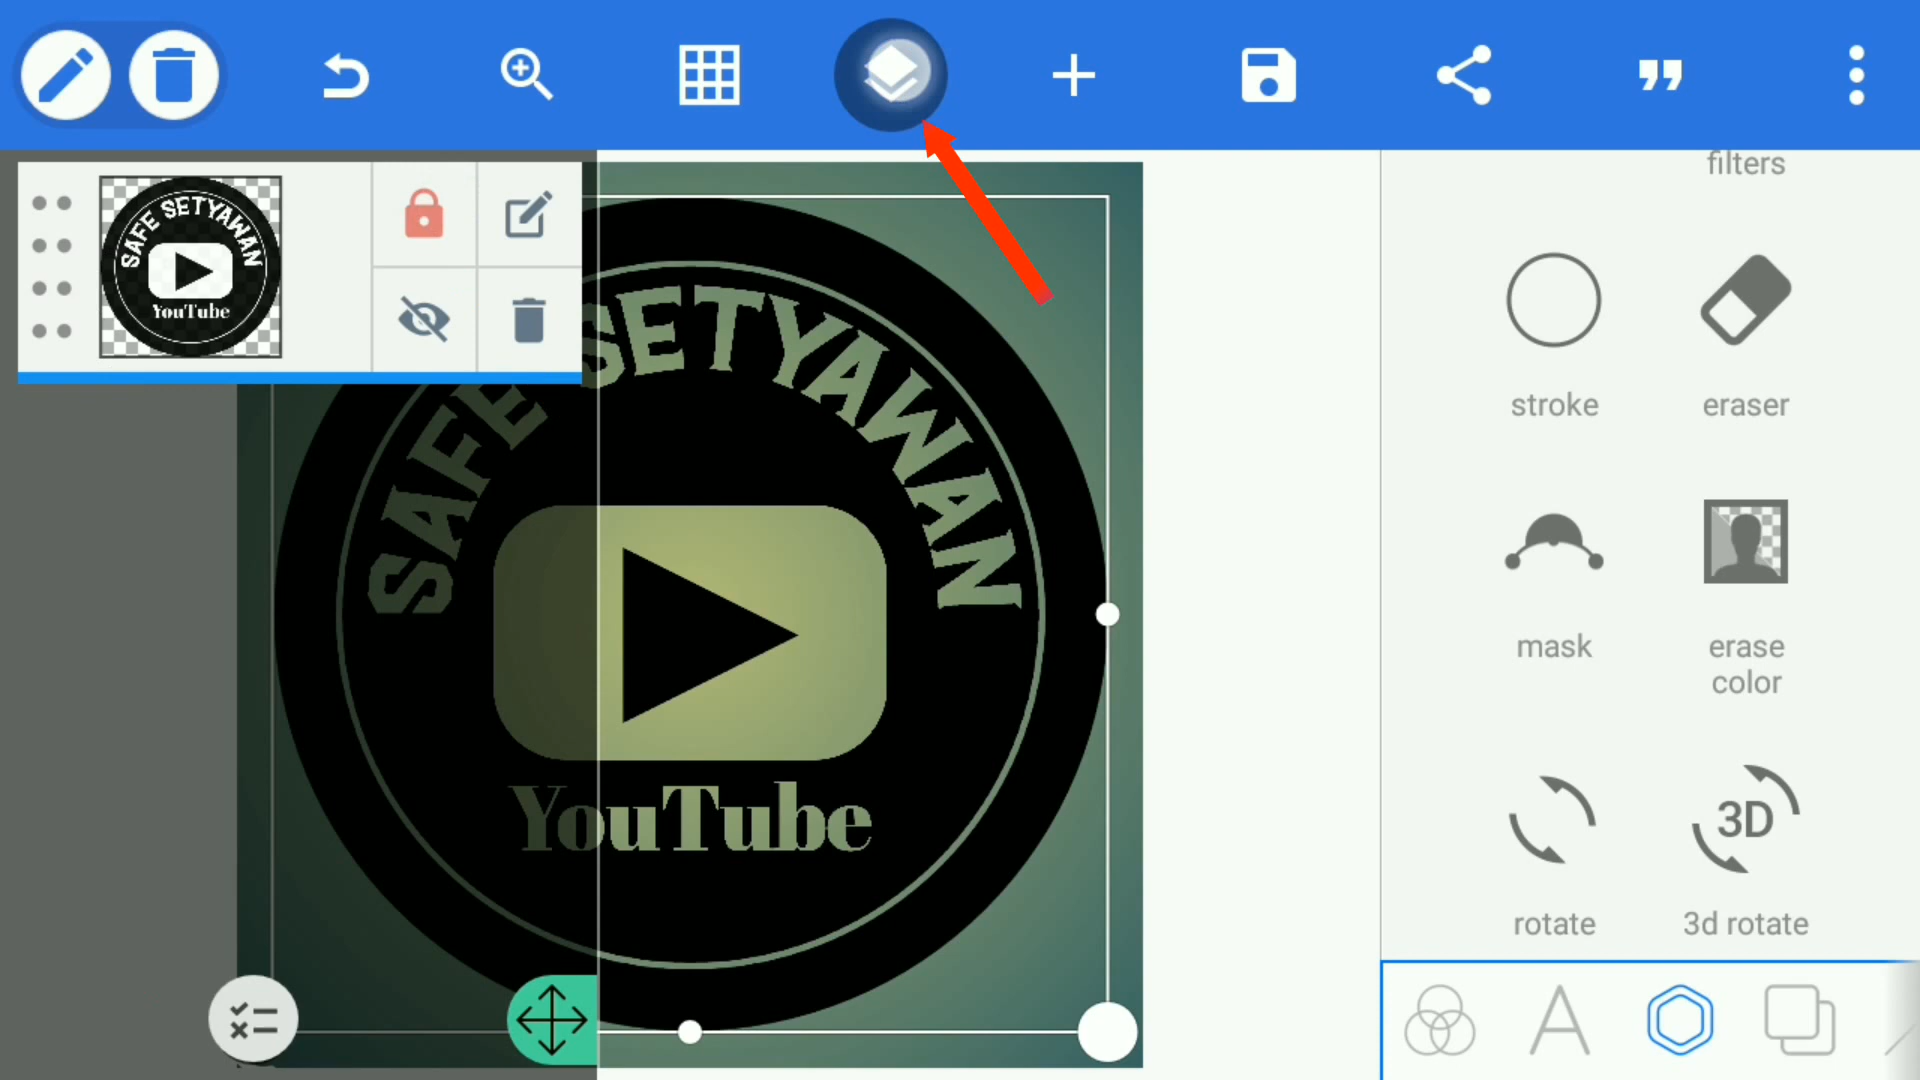 filters
SAFE SETYAWAN
YouTube
SAFE SETYAWAN
YouTube
stroke
eraser
mask
erase
color
3D
rotate
3d rotate
A